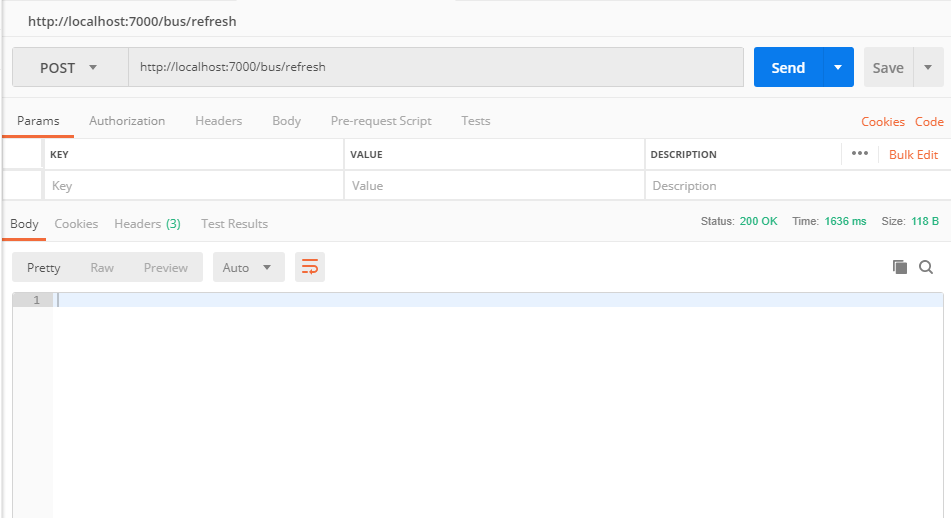 http://localhost:7000/bus/refresh
POST http://localhost:7000/bus/refresh Send Save
Params Authorization Headers Body Pre-request Script Tests Cookies Code
KEY VALUE DESCRIPTION ••• Bulk Edit
Key Value Description
Body Cookies Headers (3) Test Results Status: 200 OK Time: 1636 ms Size: 118 B
Pretty Raw Preview Auto
1